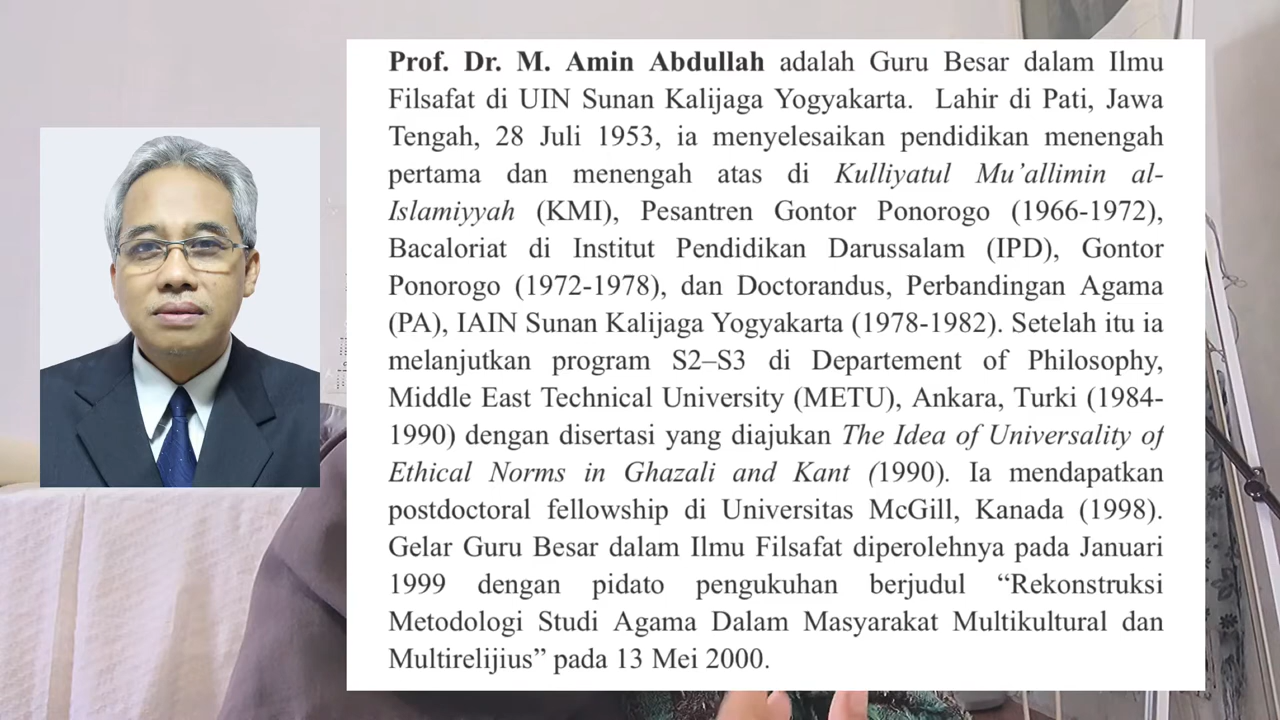 Prof. Dr. M. Amin Abdullah adalah Guru Besar dalam Ilmu
Filsafat di UIN Sunan Kalijaga Yogyakarta. Lahir di Pati, Jawa
Tengah, 28 Juli 1953, ia menyelesaikan pendidikan menengah
pertama dan menengah atas di Kulliyatul Mu’allimin al-
Islamiyyah (KMI), Pesantren Gontor Ponorogo (1966-1972),
Bacaloriat di Institut Pendidikan Darussalam (IPD), Gontor
Ponorogo (1972-1978), dan Doctorandus, Perbandingan Agama
(PA), IAIN Sunan Kalijaga Yogyakarta (1978-1982). Setelah itu ia
melanjutkan program S2–S3 di Departement of Philosophy,
Middle East Technical University (METU), Ankara, Turki (1984-
1990) dengan disertasi yang diajukan The Idea of Universality of
Ethical Norms in Ghazali and Kant (1990). Ia mendapatkan
postdoctoral fellowship di Universitas McGill, Kanada (1998).
Gelar Guru Besar dalam Ilmu Filsafat diperolehnya pada Januari
1999 dengan pidato pengukuhan berjudul “Rekonstruksi
Metodologi Studi Agama Dalam Masyarakat Multikultural dan
Multirelijius” pada 13 Mei 2000.